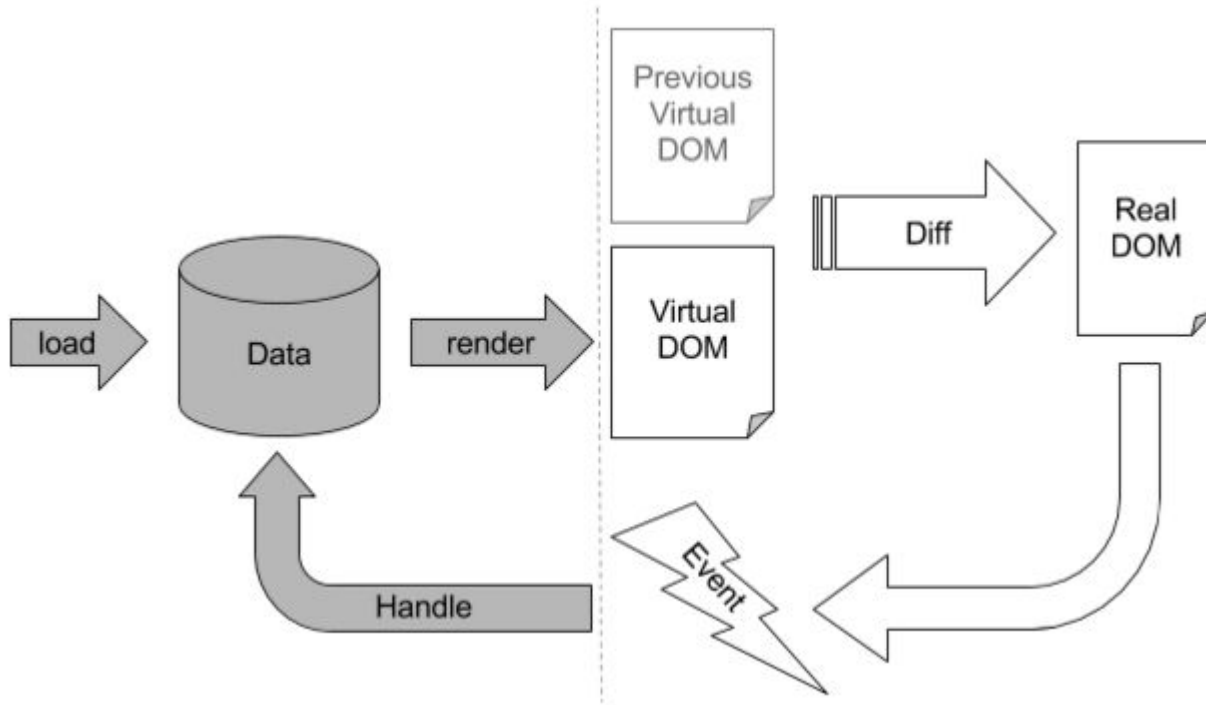 Previous
Virtual
DOM
Diff
Real
DOM
load
Data
render
Virtual
DOM
Event
Handle